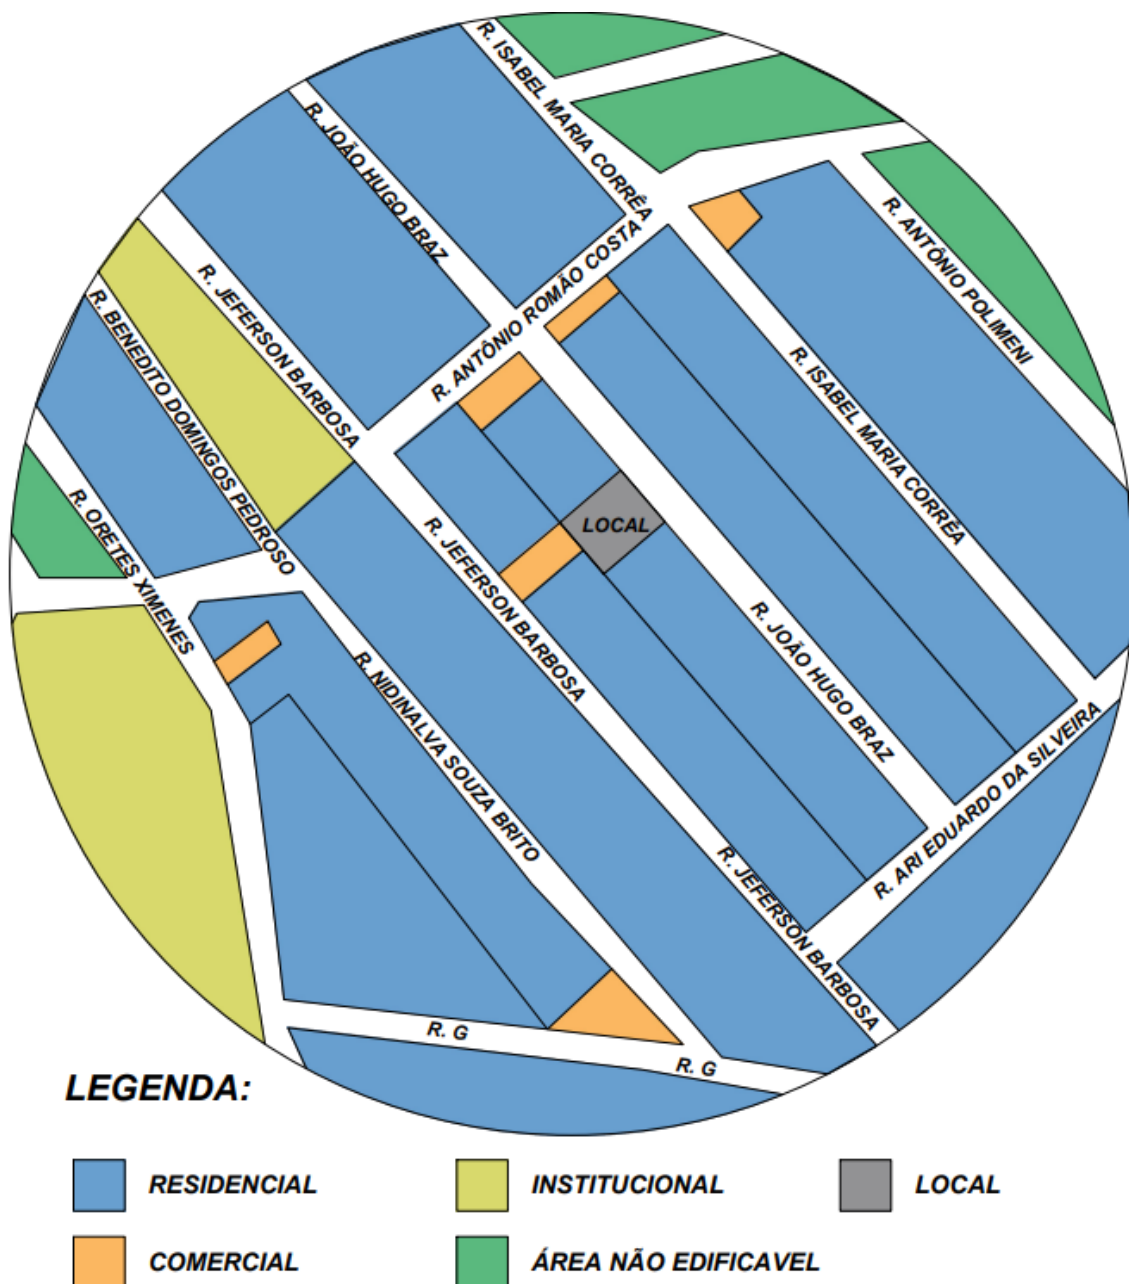 R. ISABEL MARIA CORRÊA
R. JOÃO HUGO BRAZ
R. ANTÔNIO POLIMENI
R. ANTÔNIO ROMÃO COSTA
R. JEFERSON BARBOSA
R. BENEDITO DOMINGOS PEDROSO
R. ISABEL MARIA CORRÊA
R. ORETES XIMENES
LOCAL
R. JEFERSON BARBOSA
R. JOÃO HUGO BRAZ
R. NIDINALVA SOUZA BRITO
R. ARI EDUARDO DA SILVEIRA
R. JEFERSON BARBOSA
R. G
R. G
LEGENDA:
RESIDENCIAL
INSTITUCIONAL
LOCAL
COMERCIAL
ÁREA NÃO EDIFICAVEL